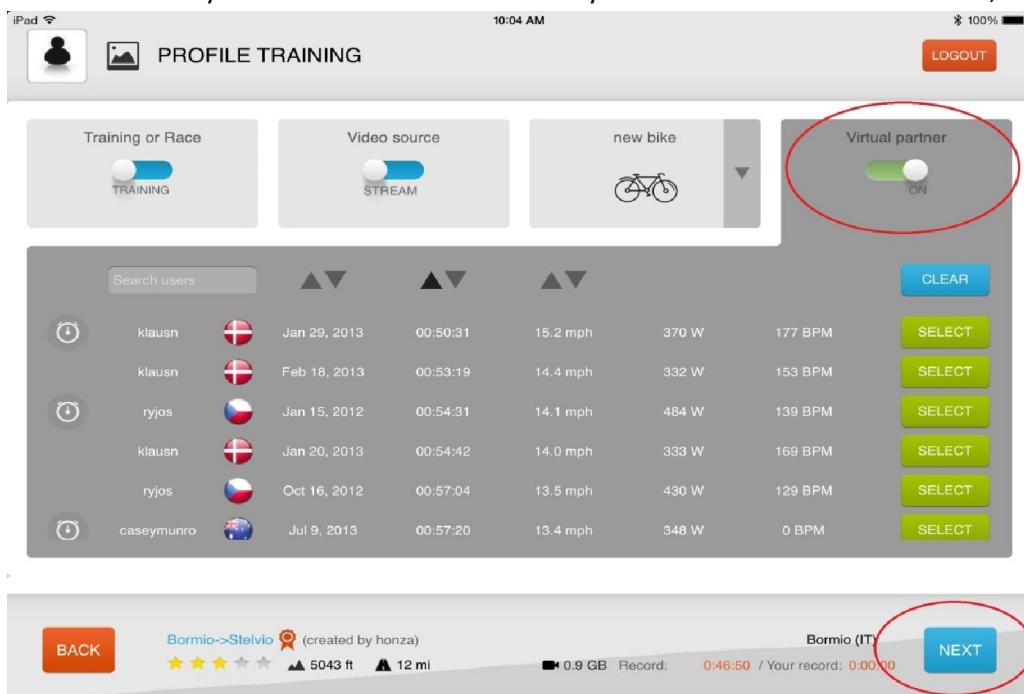 iPad 10:04 AM 100%
PROFILE TRAINING LOGOUT
Training or Race Video source new bike Virtual partner
TRAINING STREAM ON
Search users CLEAR
klausn Jan 29, 2013 00:50:31 15.2 mph 370 W 177 BPM SELECT
klausn Feb 18, 2013 00:53:19 14.4 mph 332 W 153 BPM SELECT
ryjos Jan 15, 2012 00:54:31 14.1 mph 484 W 139 BPM SELECT
klausn Jan 20, 2013 00:54:42 14.0 mph 333 W 169 BPM SELECT
ryjos Oct 16, 2012 00:57:04 13.5 mph 430 W 129 BPM SELECT
caseymunro Jul 9, 2013 00:57:20 13.4 mph 348 W 0 BPM SELECT
BACK Bormio->Stelvio (created by honza) Bormio (IT) NEXT
5043 ft 12 mi 0.9 GB Record: 0:46:50 / Your record: 0:00:00